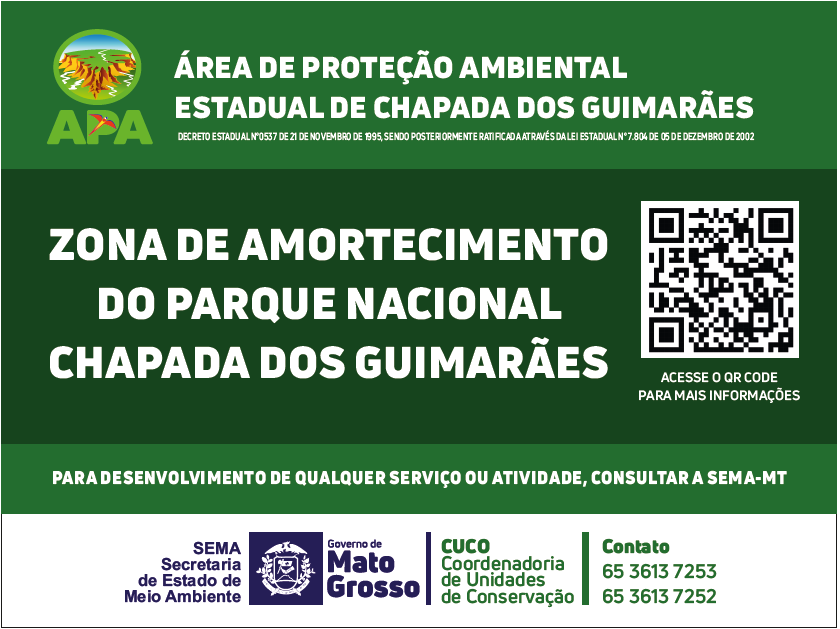 APA
ÁREA DE PROTEÇÃO AMBIENTAL
ESTADUAL DE CHAPADA DOS GUIMARÃES
DECRETO ESTADUAL N°0537 DE 21 DE NOVEMBRO DE 1995, SENDO POSTERIORMENTE RATIFICADA ATRAVÉS DA LEI ESTADUAL N° 7.804 DE 05 DE DEZEMBRO DE 2002
ZONA DE AMORTECIMENTO
DO PARQUE NACIONAL
CHAPADA DOS GUIMARÃES
ACESSE O QR CODE
PARA MAIS INFORMAÇÕES
PARA DESENVOLVIMENTO DE QUALQUER SERVIÇO OU ATIVIDADE, CONSULTAR A SEMA-MT
SEMA
Secretaria
de Estado de
Meio Ambiente
Governo de
Mato
Grosso
CUCO
Coordenadoria
de Unidades
de Conservação
Contato
65 3613 7253
65 3613 7252